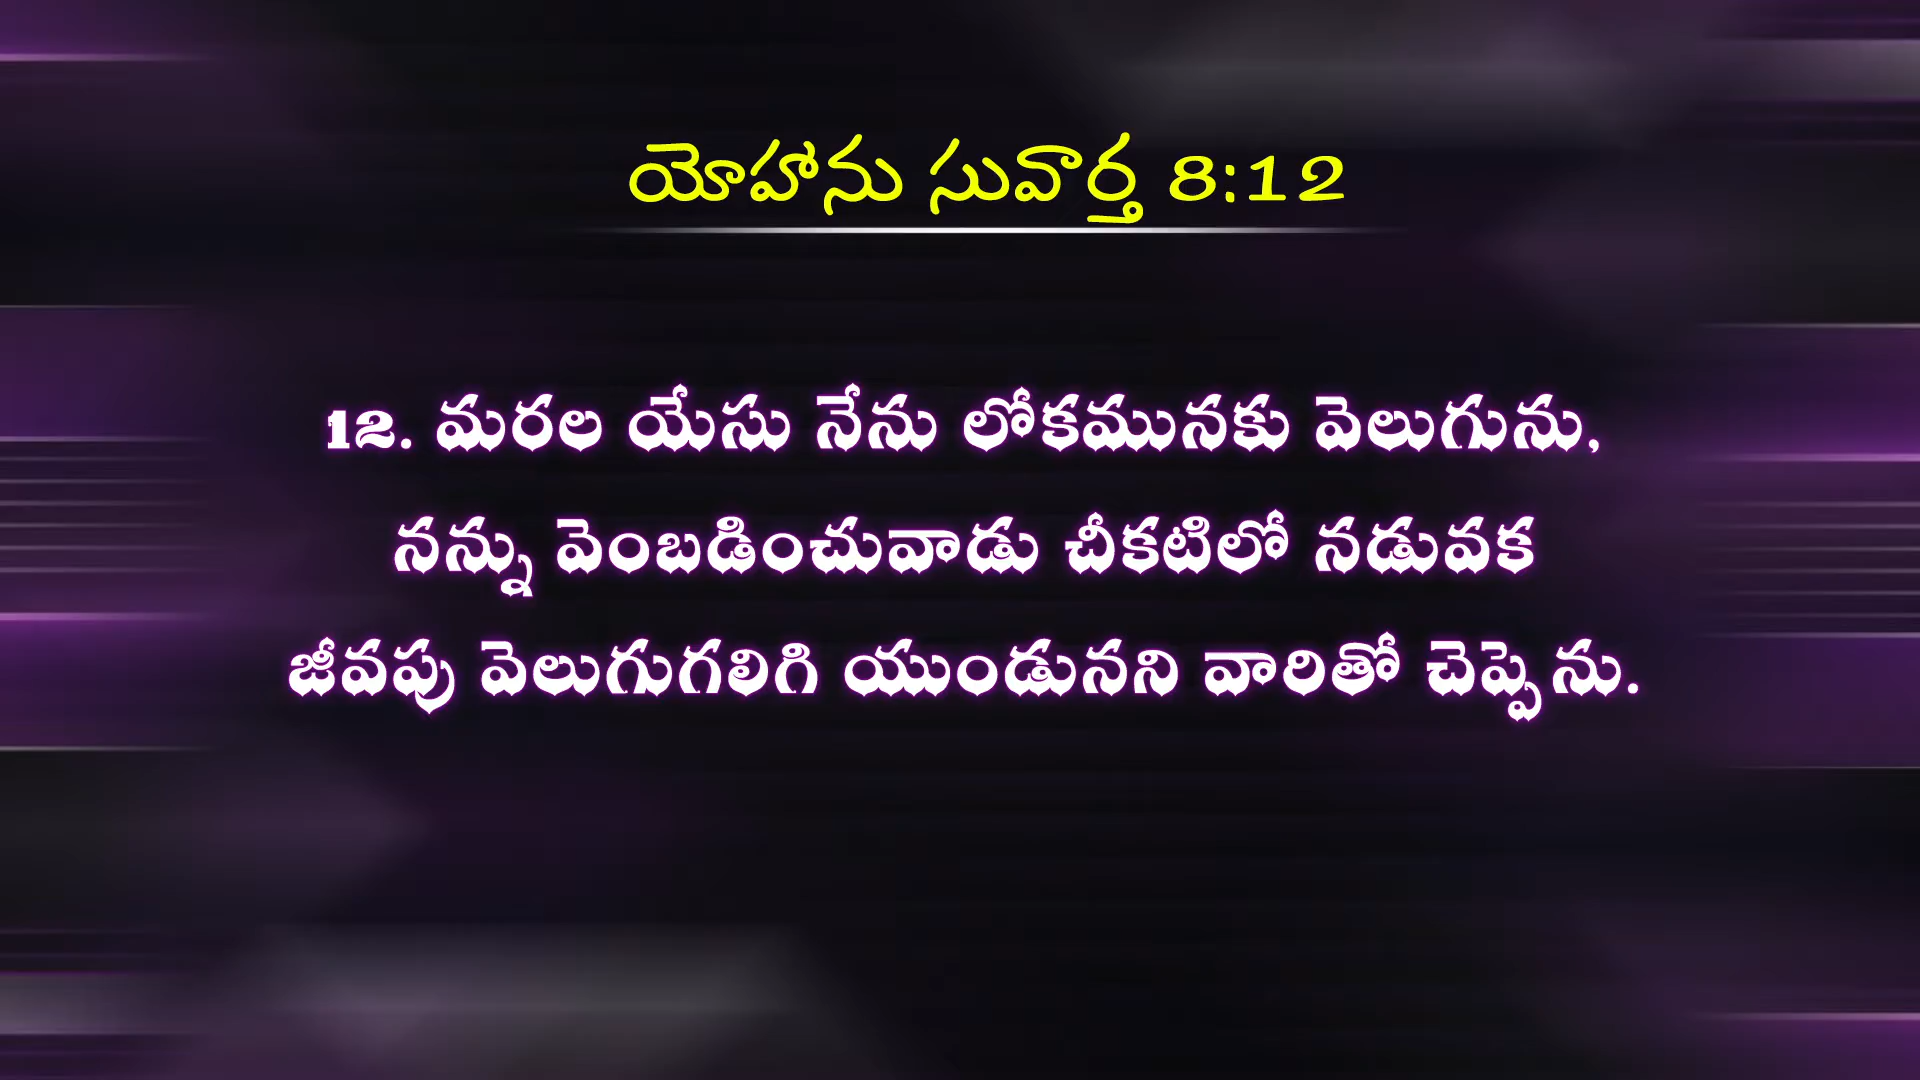 యోహాను సువార్త 8:12
12. మరల యేసు నేను లోకమునకు వెలుగును,
నన్ను వెంబడించువాడు చీకటిలో నడువక
జీవపు వెలుగుగలిగి యుండునని వారితో చెప్పెను.